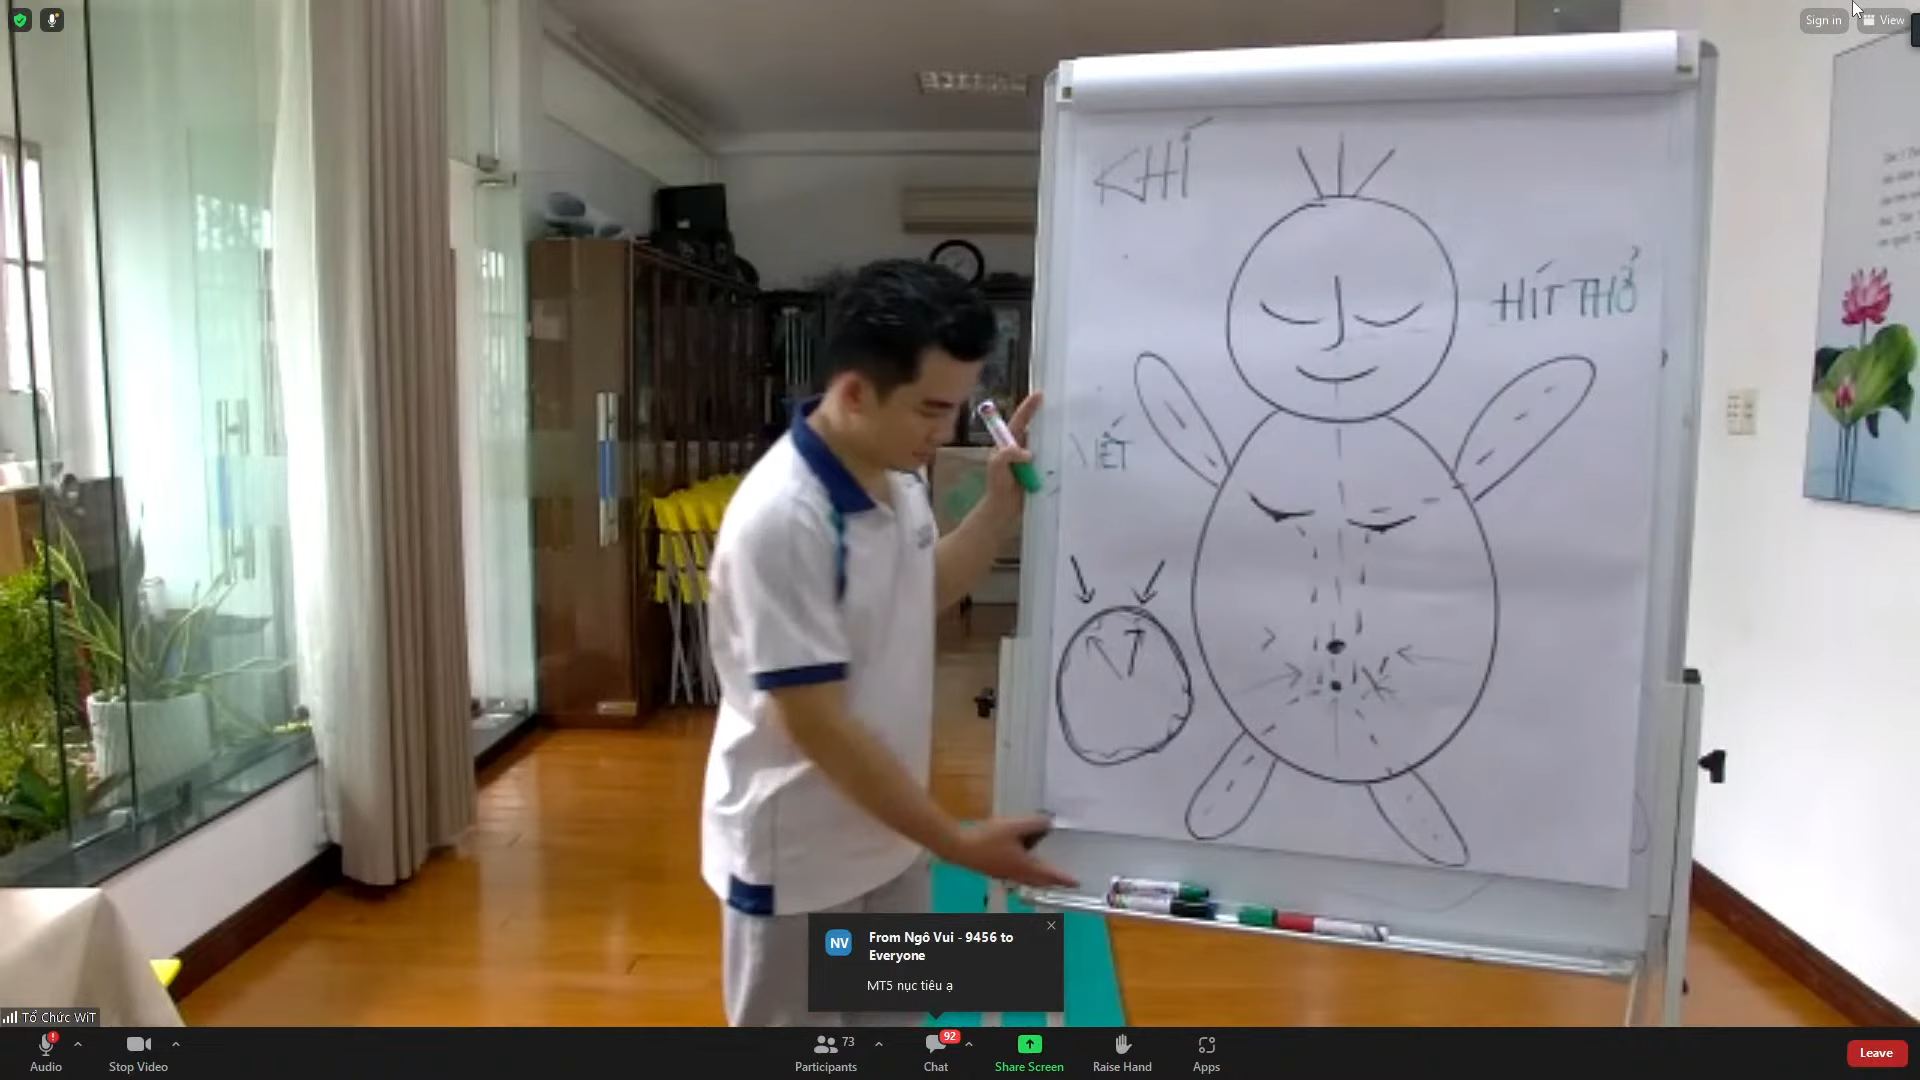 Sign in
View
KHÍ
HÍT THỞ
VIẾT
From Ngô Vui - 9456 to
Everyone
MT5 nục tiêu ạ
Tổ Chức WiT
73
92
Audio
Stop Video
Participants
Chat
Share Screen
Raise Hand
Apps
Leave
NV